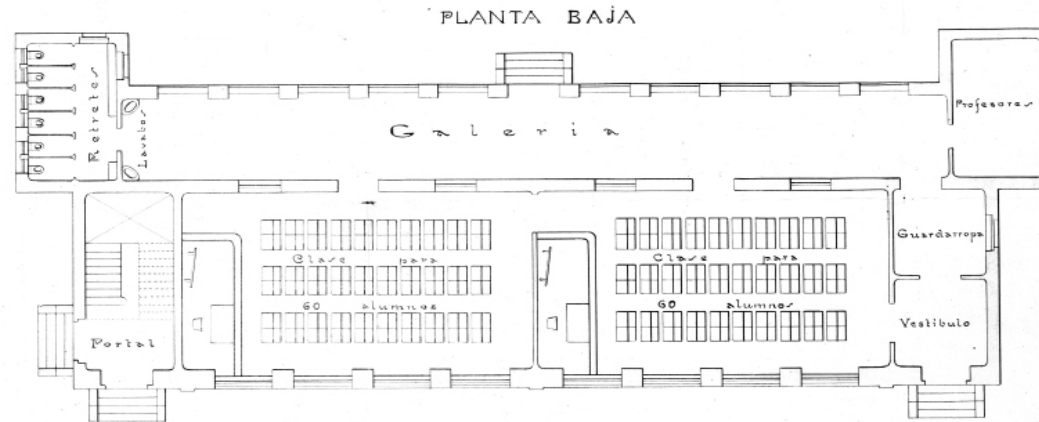 PLANTA BAJA
Retretes
Lavabos
Galeria
Profesores
Clase para
60 alumnos
Clase para
60 alumnos
Guardarropa
Vestibulo
Portal